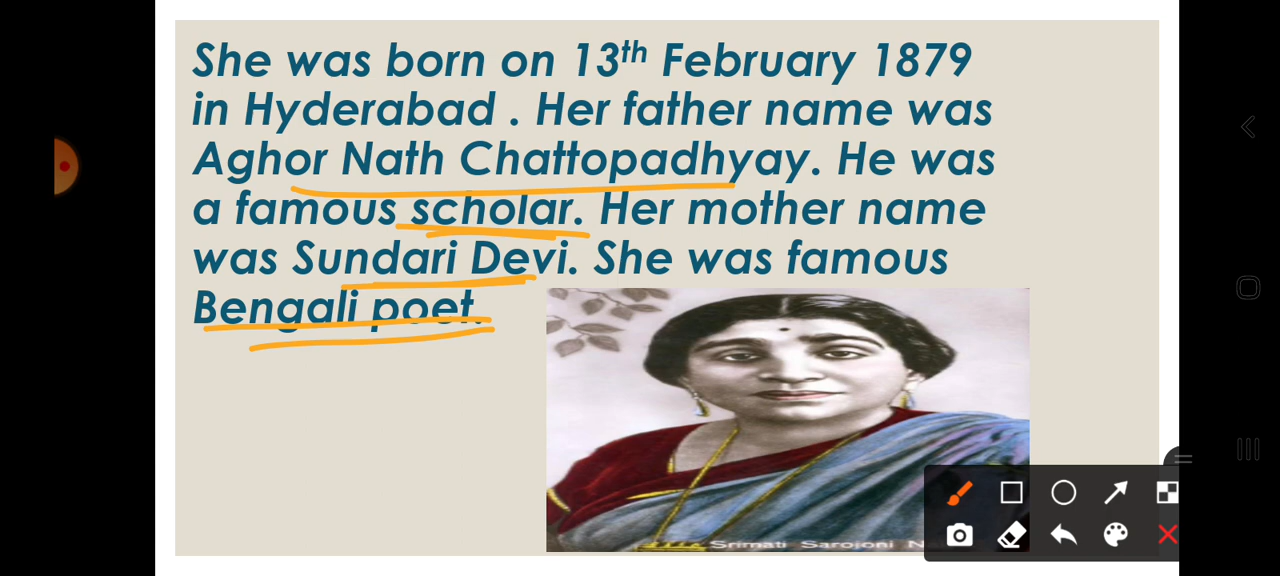 She was born on 13th February 1879
in Hyderabad . Her father name was
Aghor Nath Chattopadhyay. He was
a famous scholar. Her mother name
was Sundari Devi. She was famous
Bengali poet.
Srimati Sarojoni